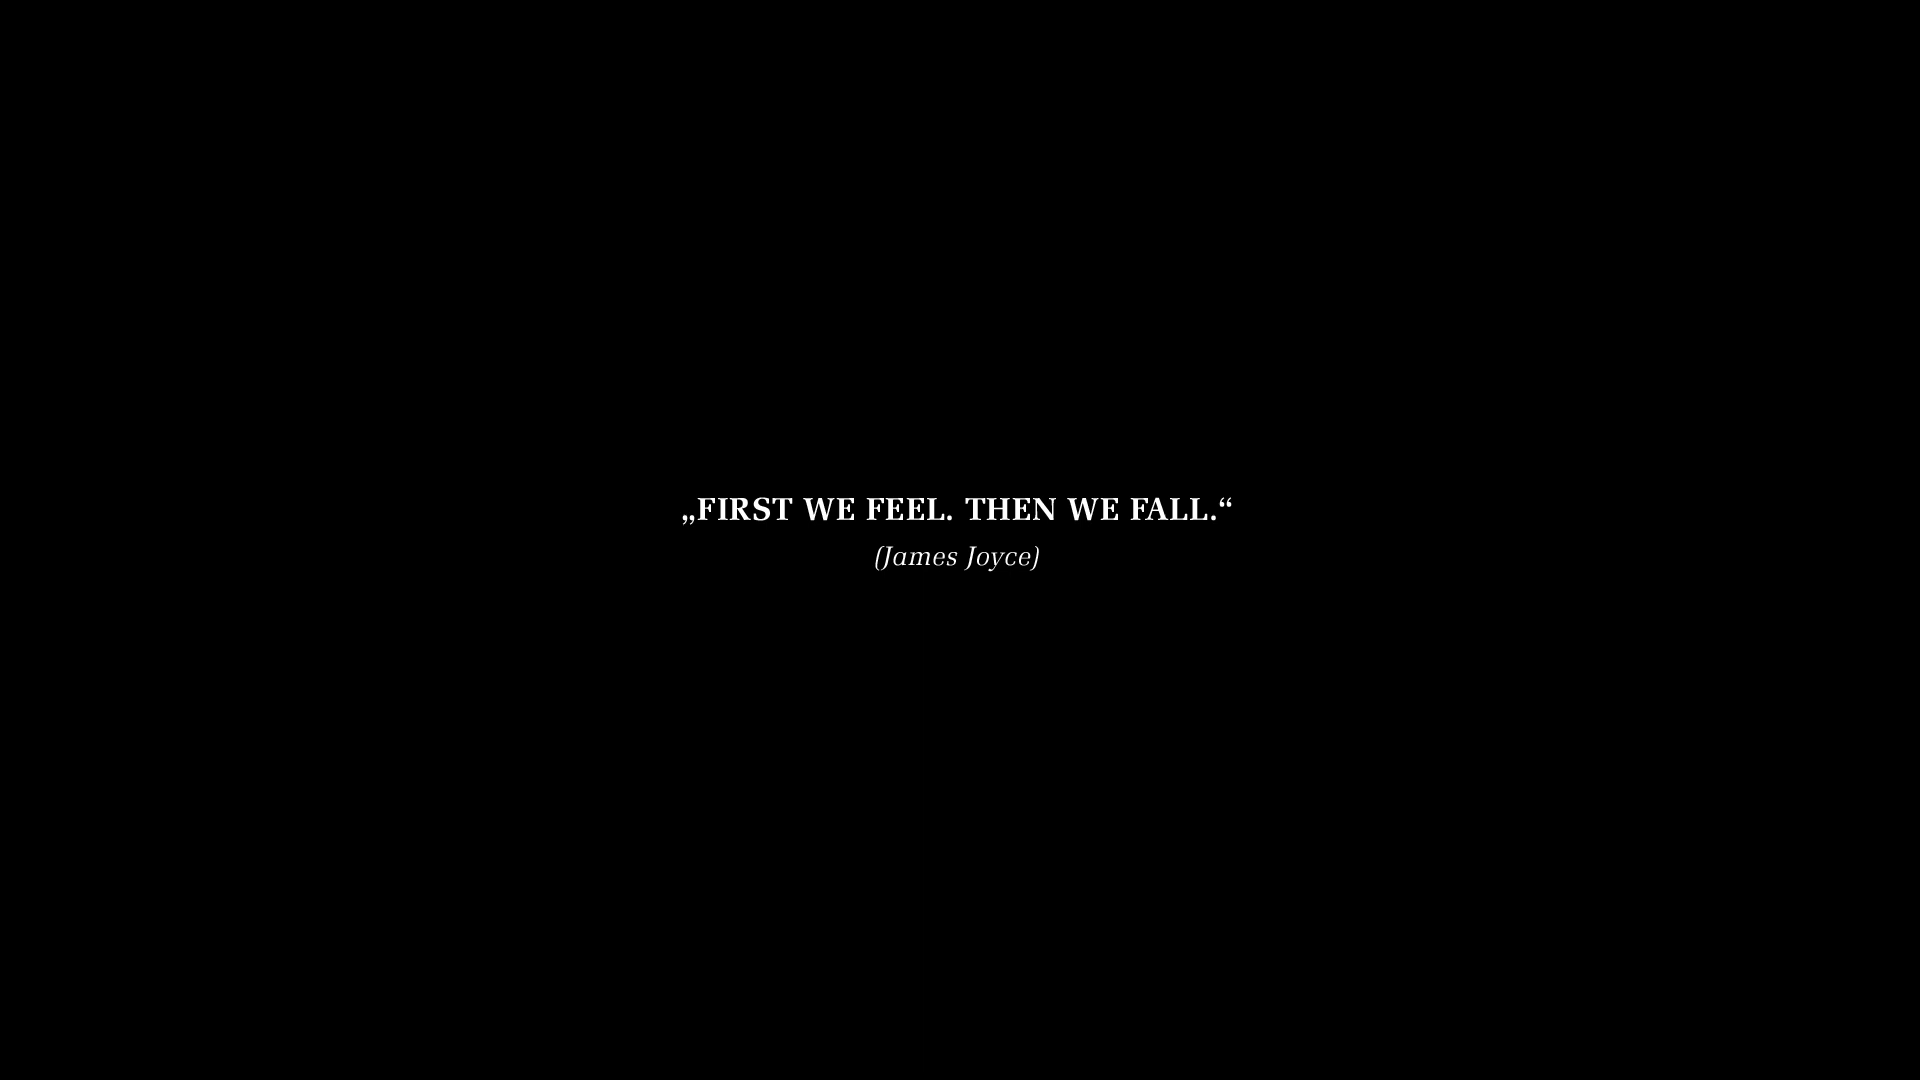 „FIRST WE FEEL. THEN WE FALL.“
(James Joyce)